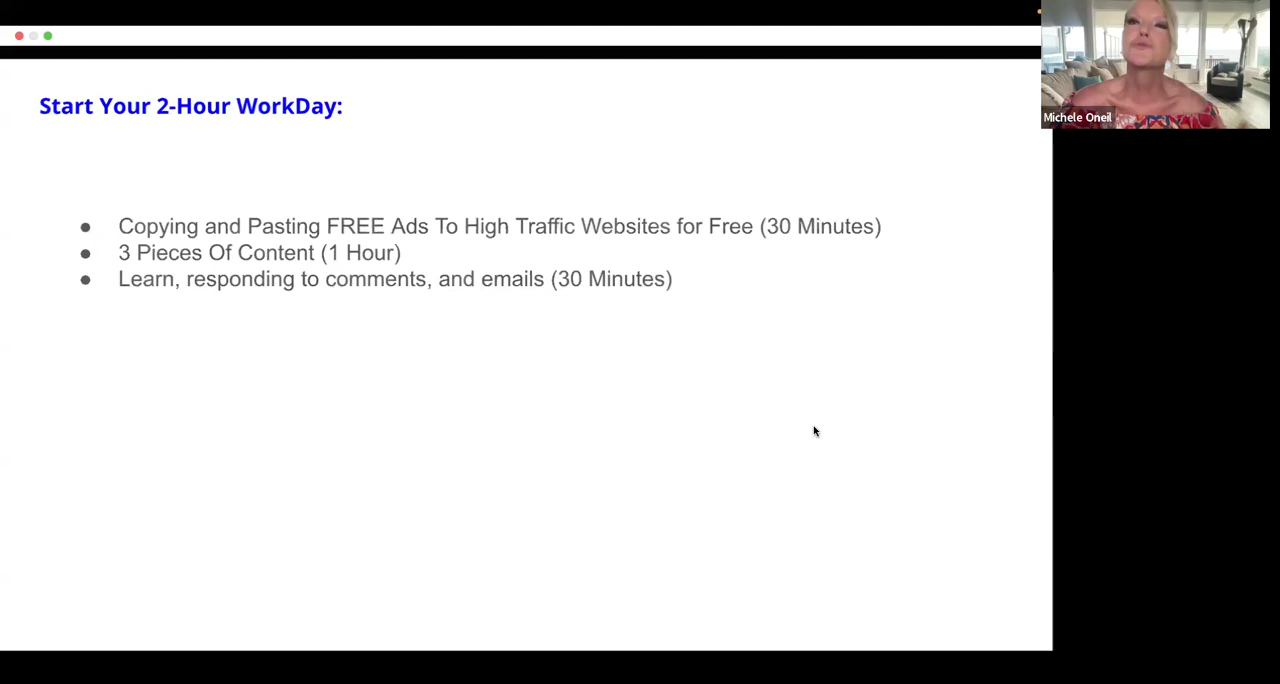 Start Your 2-Hour WorkDay:
● Copying and Pasting FREE Ads To High Traffic Websites for Free (30 Minutes)
● 3 Pieces Of Content (1 Hour)
● Learn, responding to comments, and emails (30 Minutes)
Michele Oneil